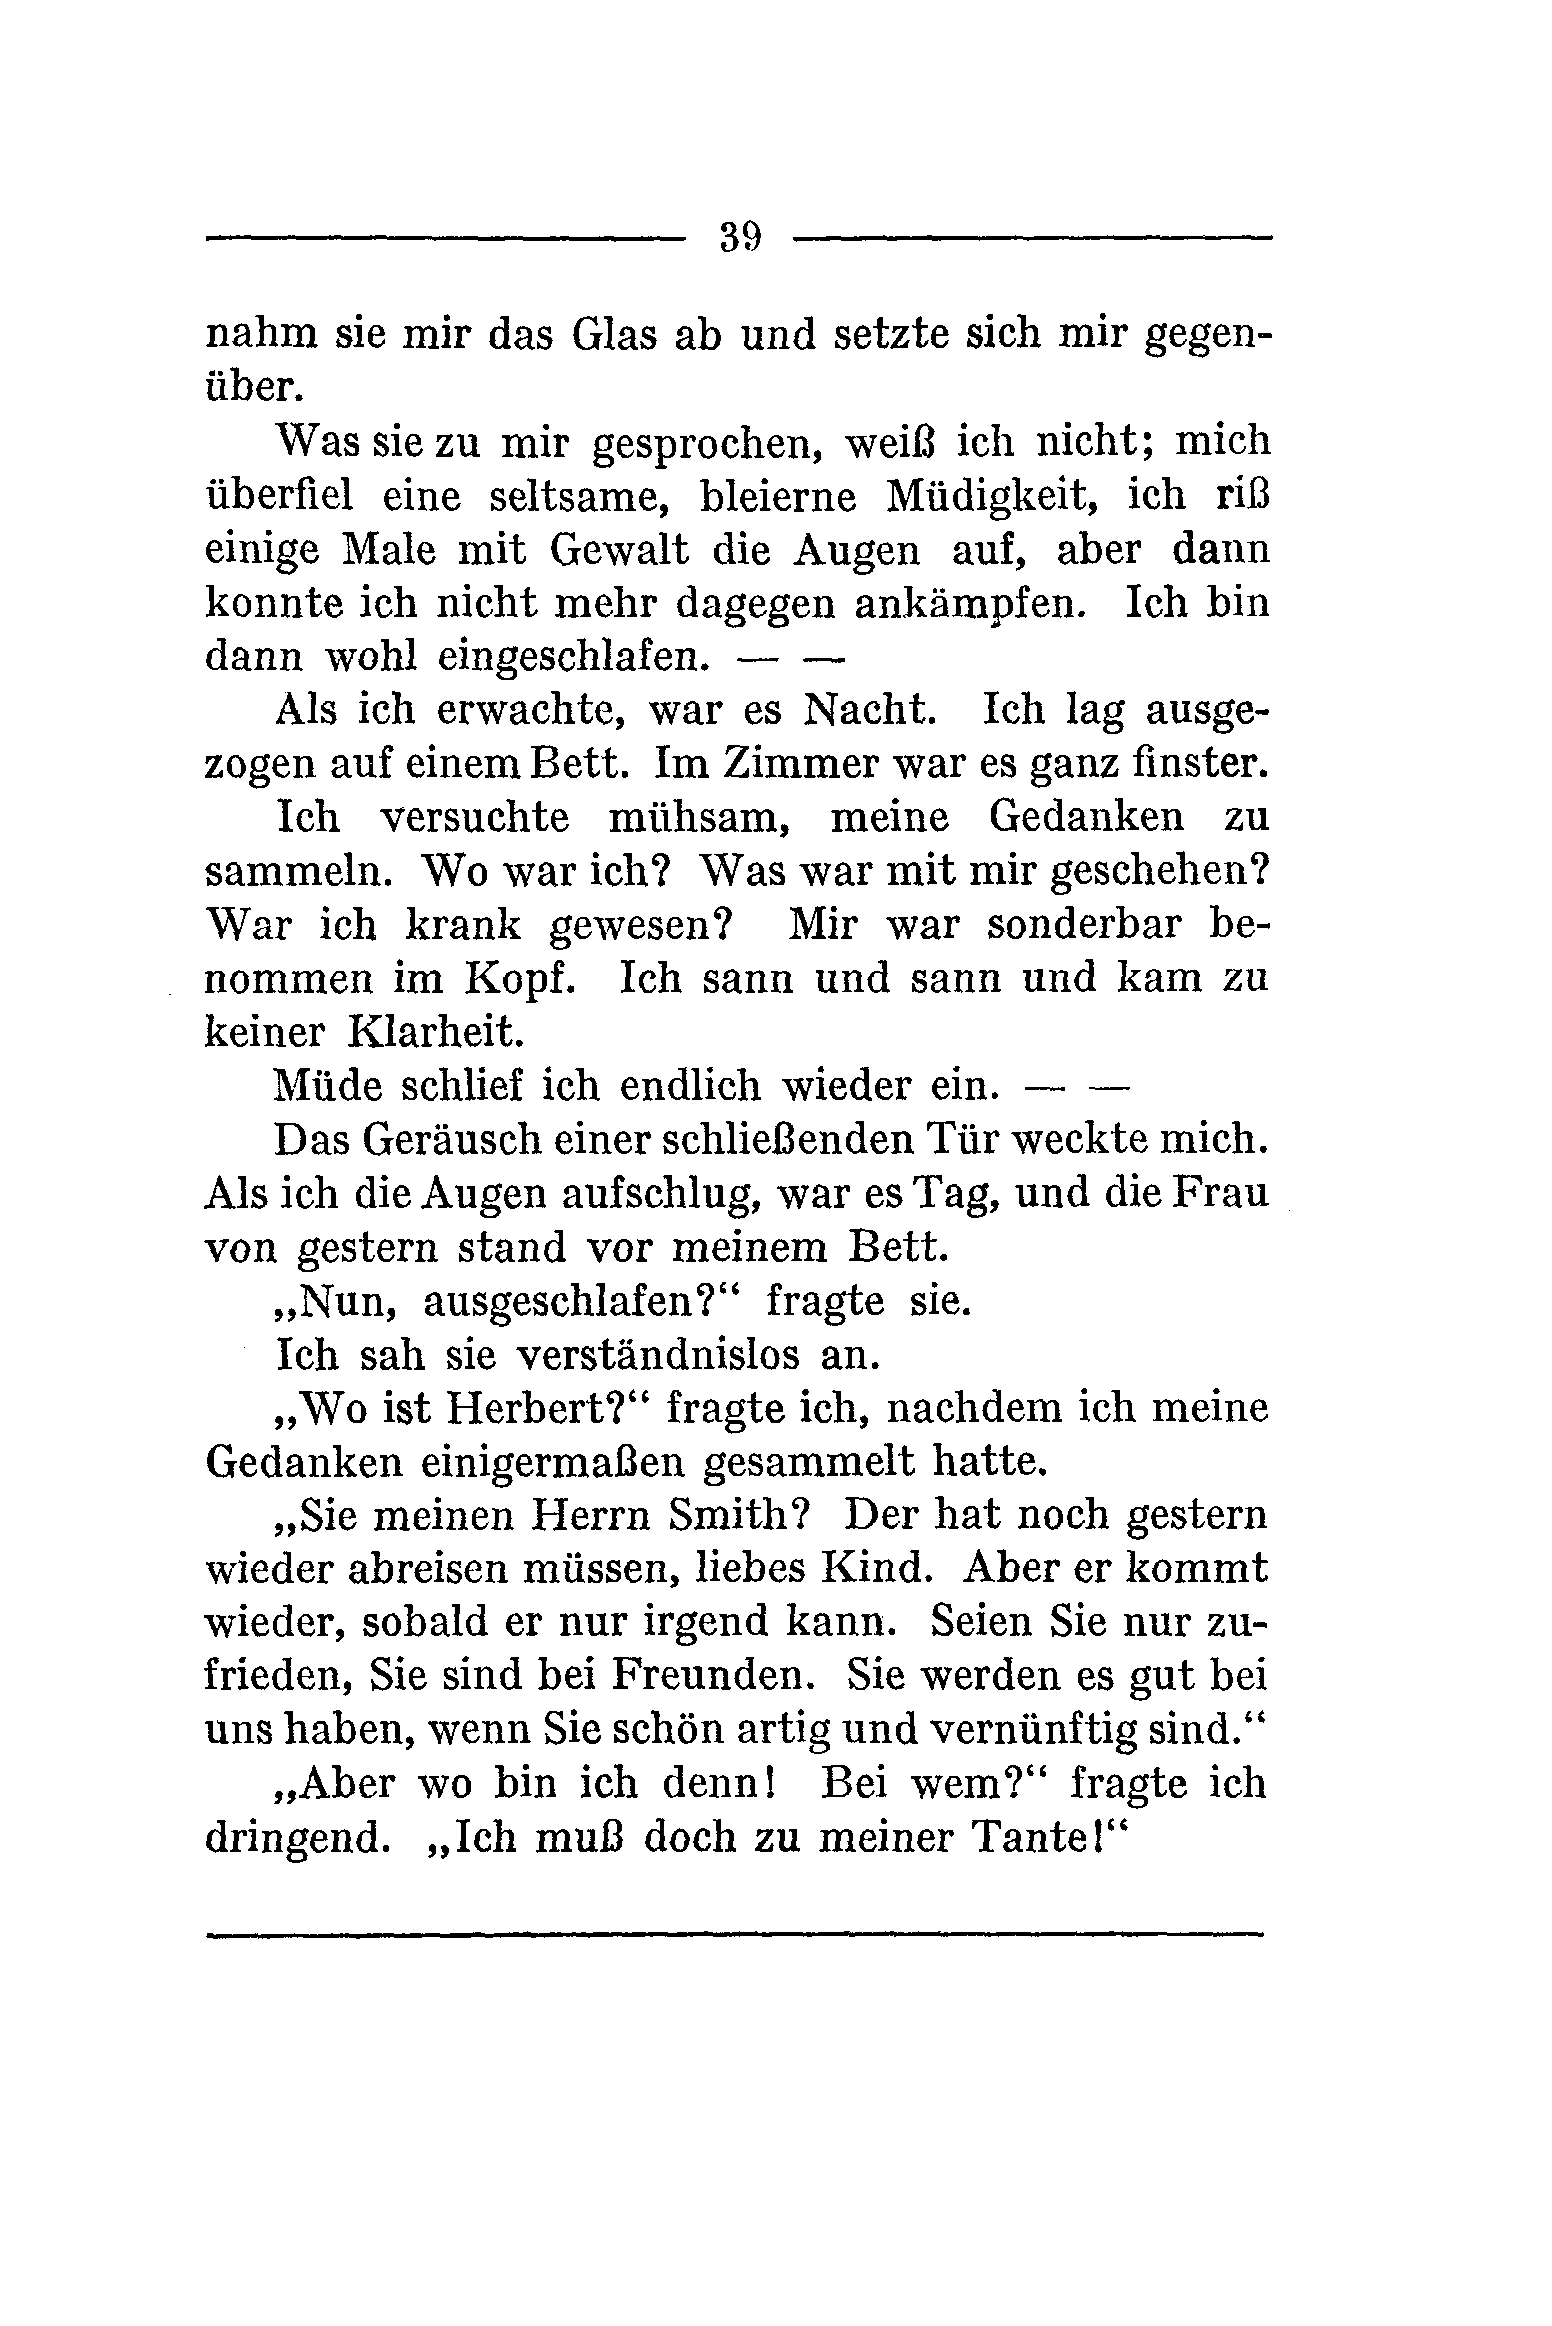 39
nahm sie mir das Glas ab und setzte sich mir gegen-
über.
Was sie zu mir gesprochen, weiß ich nicht; mich
überfiel eine seltsame, bleierne Müdigkeit, ich riß
einige Male mit Gewalt die Augen auf, aber dann
konnte ich nicht mehr dagegen ankämpfen. Ich bin
dann wohl eingeschlafen. — —
Als ich erwachte, war es Nacht. Ich lag ausge-
zogen auf einem Bett. Im Zimmer war es ganz finster.
Ich versuchte mühsam, meine Gedanken zu
sammeln. Wo war ich? Was war mit mir geschehen?
War ich krank gewesen? Mir war sonderbar be-
nommen im Kopf. Ich sann und sann und kam zu
keiner Klarheit.
Müde schlief ich endlich wieder ein. — —
Das Geräusch einer schließenden Tür weckte mich.
Als ich die Augen aufschlug, war es Tag, und die Frau
von gestern stand vor meinem Bett.
„Nun, ausgeschlafen?“ fragte sie.
Ich sah sie verständnislos an.
„Wo ist Herbert?“ fragte ich, nachdem ich meine
Gedanken einigermaßen gesammelt hatte.
„Sie meinen Herrn Smith? Der hat noch gestern
wieder abreisen müssen, liebes Kind. Aber er kommt
wieder, sobald er nur irgend kann. Seien Sie nur zu-
frieden, Sie sind bei Freunden. Sie werden es gut bei
uns haben, wenn Sie schön artig und vernünftig sind.“
„Aber wo bin ich denn! Bei wem?“ fragte ich
dringend. „Ich muß doch zu meiner Tante!“